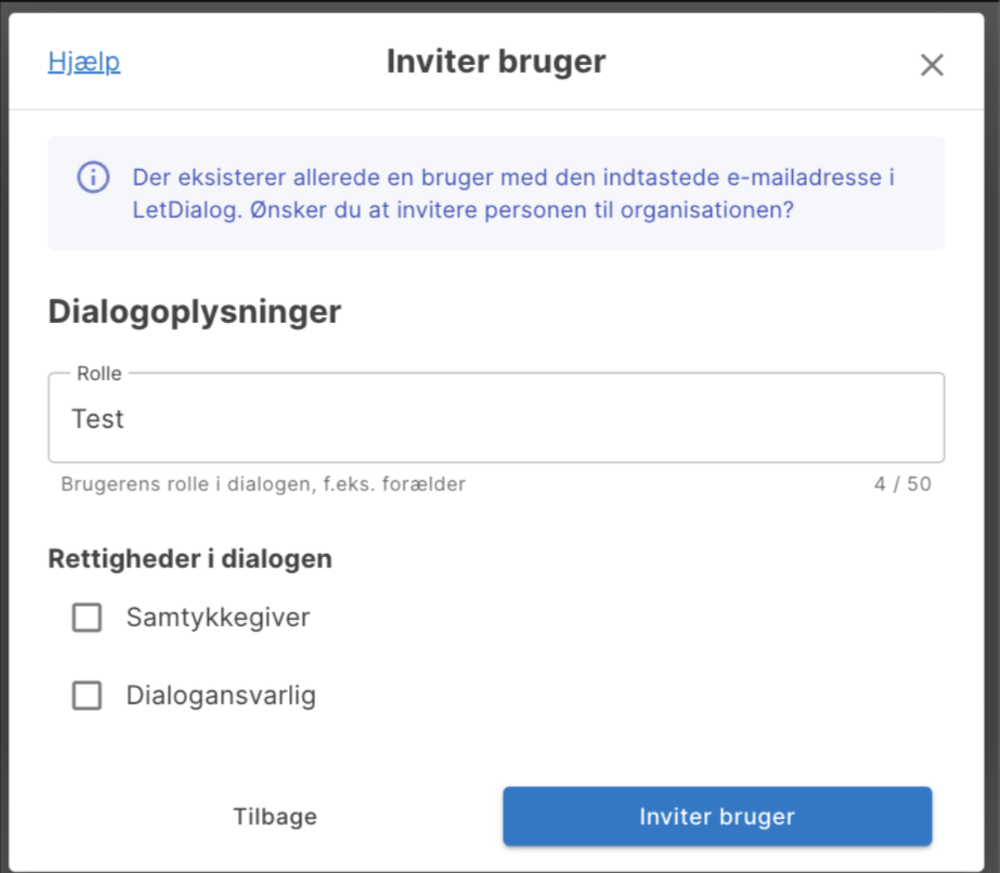 Hjælp
Inviter bruger
Der eksisterer allerede en bruger med den indtastede e-mailadresse i
LetDialog. Ønsker du at invitere personen til organisationen?
Dialogoplysninger
Rolle
Test
Brugerens rolle i dialogen, f.eks. forælder
4 / 50
Rettigheder i dialogen
Samtykkegiver
Dialogansvarlig
Tilbage
Inviter bruger